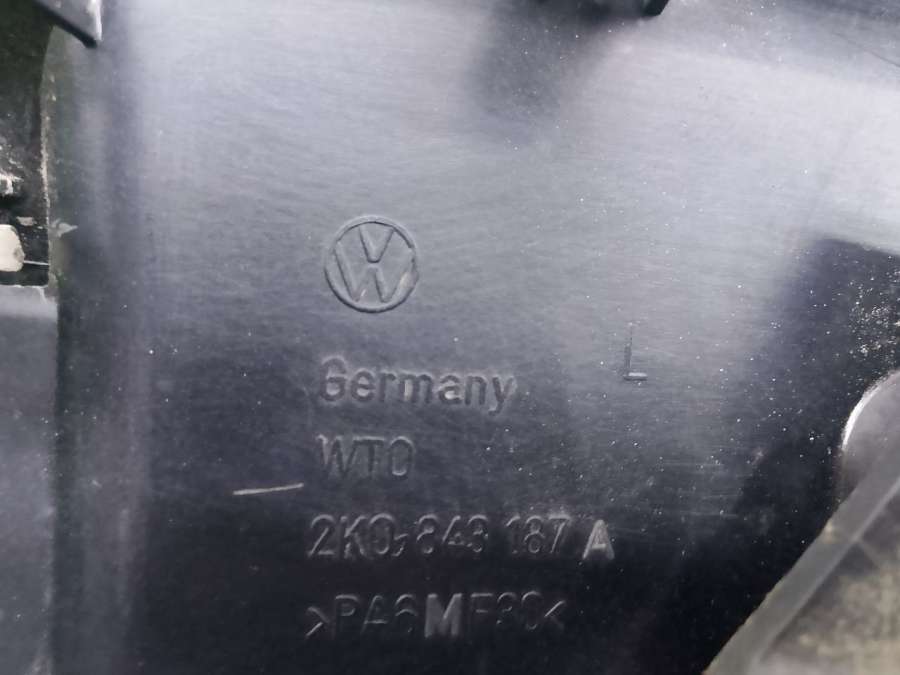 Germany
L
WTO
2K0.843 187 A
>PA6MF30<